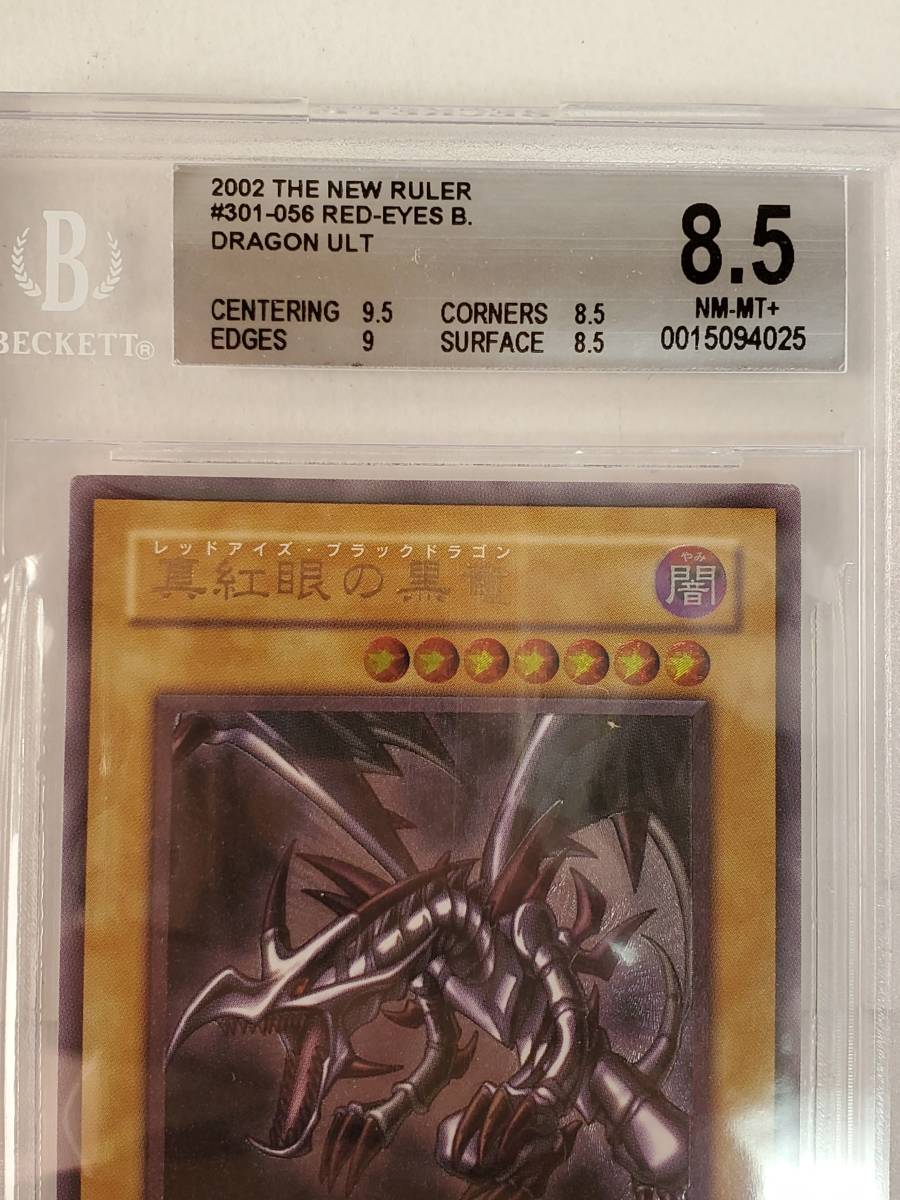 2002 THE NEW RULER
#301-056 RED-EYES B.
DRAGON ULT
8.5
NM-MT+
0015094025
CENTERING 9.5 CORNERS 8.5
EDGES 9 SURFACE 8.5
B
BECKETT®
レッドアイズ・ブラックドラゴン
真紅眼の黒竜
やみ
闇